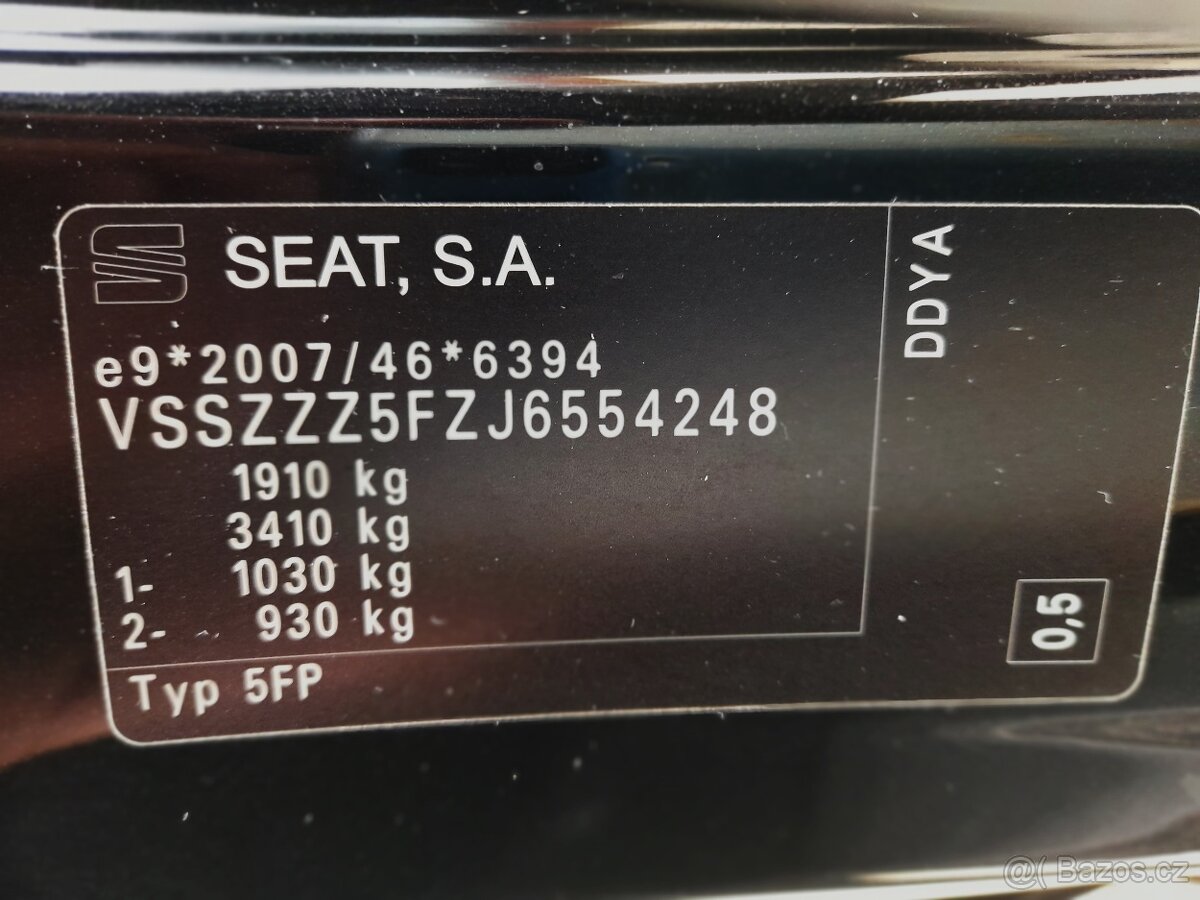 SEAT, S.A.
e9*2007/46*6394
VSSZZZ5FZJ6554248
1910 kg
3410 kg
1- 1030 kg
2- 930 kg
Typ 5FP
DDYA
0,5
@( Bazos.cz